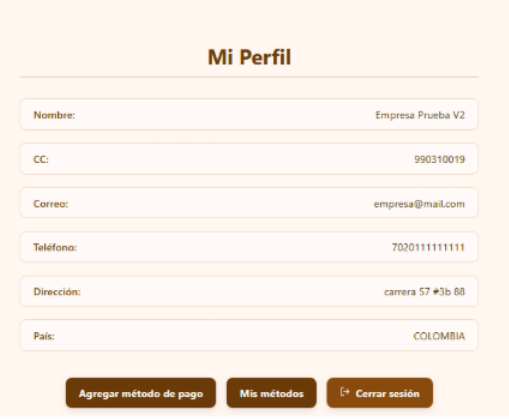 Mi Perfil
Nombre: Empresa Prueba V2
CC: 990310019
Correo: empresa@mail.com
Teléfono: 7020111111111
Dirección: carrera 57 #3b 88
País: COLOMBIA
Agregar método de pago Mis métodos Cerrar sesión